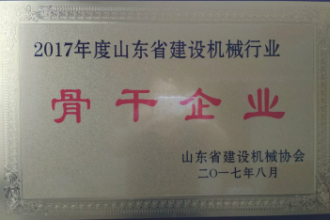 2017年度山东省建设机械行业
骨干企业
山东省建设机械协会
二〇一七年八月